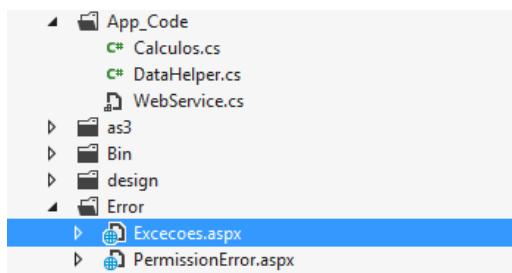 App_Code
C# Calculos.cs
C# DataHelper.cs
WebService.cs
as3
Bin
design
Error
Excecoes.aspx
PermissionError.aspx